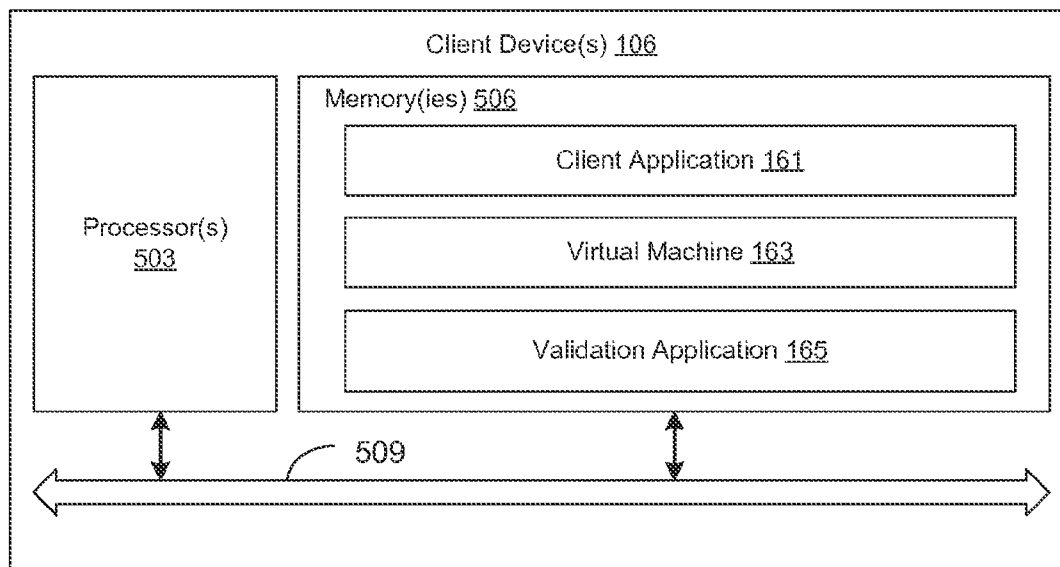 Client Device(s) 106
Processor(s)
503
Memory(ies) 506
Client Application 161
Virtual Machine 163
Validation Application 165
509